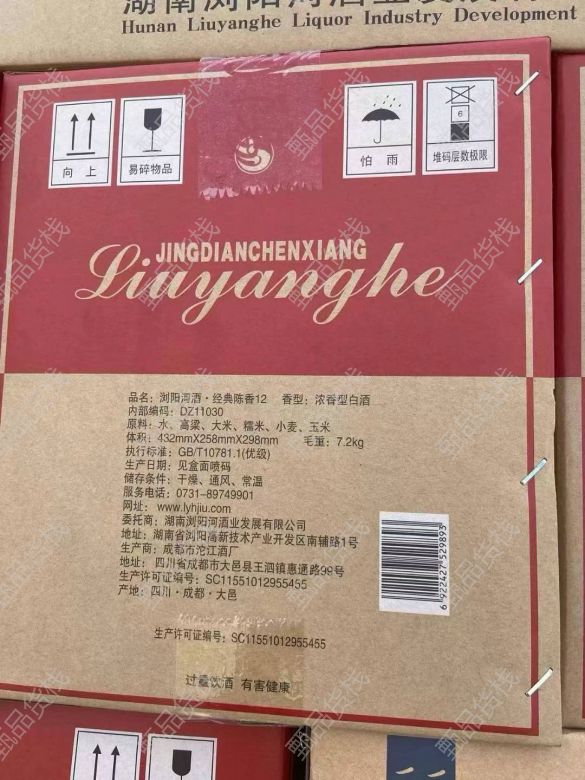 湖南浏阳河酒业发展
Hunan Liuyanghe Liquor Industry Development
向上
易碎物品
怕雨
6
堆码层数极限
JINGDIANCHENXIANG
Liuyanghe
品名：浏阳河酒·经典陈香12 香型：浓香型白酒
内部编码：DZ11030
原料：水、高粱、大米、糯米、小麦、玉米
体积：432mmX258mmX298mm 毛重：7.2kg
执行标准：GB/T10781.1(优级)
生产日期：见盒面喷码
储存条件：干燥、通风、常温
服务电话：0731-89749901
网址：www.lyhjiu.com
委托商：湖南浏阳河酒业发展有限公司
地址：湖南省浏阳高新技术产业开发区南辅路1号
生产商：成都市沱江酒厂
地址：四川省成都市大邑县王泗镇惠通路99号
生产许可证编号：SC11551012955455
产地：四川·成都·大邑
6922427529893
生产许可证编号：SC11551012955455
过量饮酒 有害健康
甄品货栈